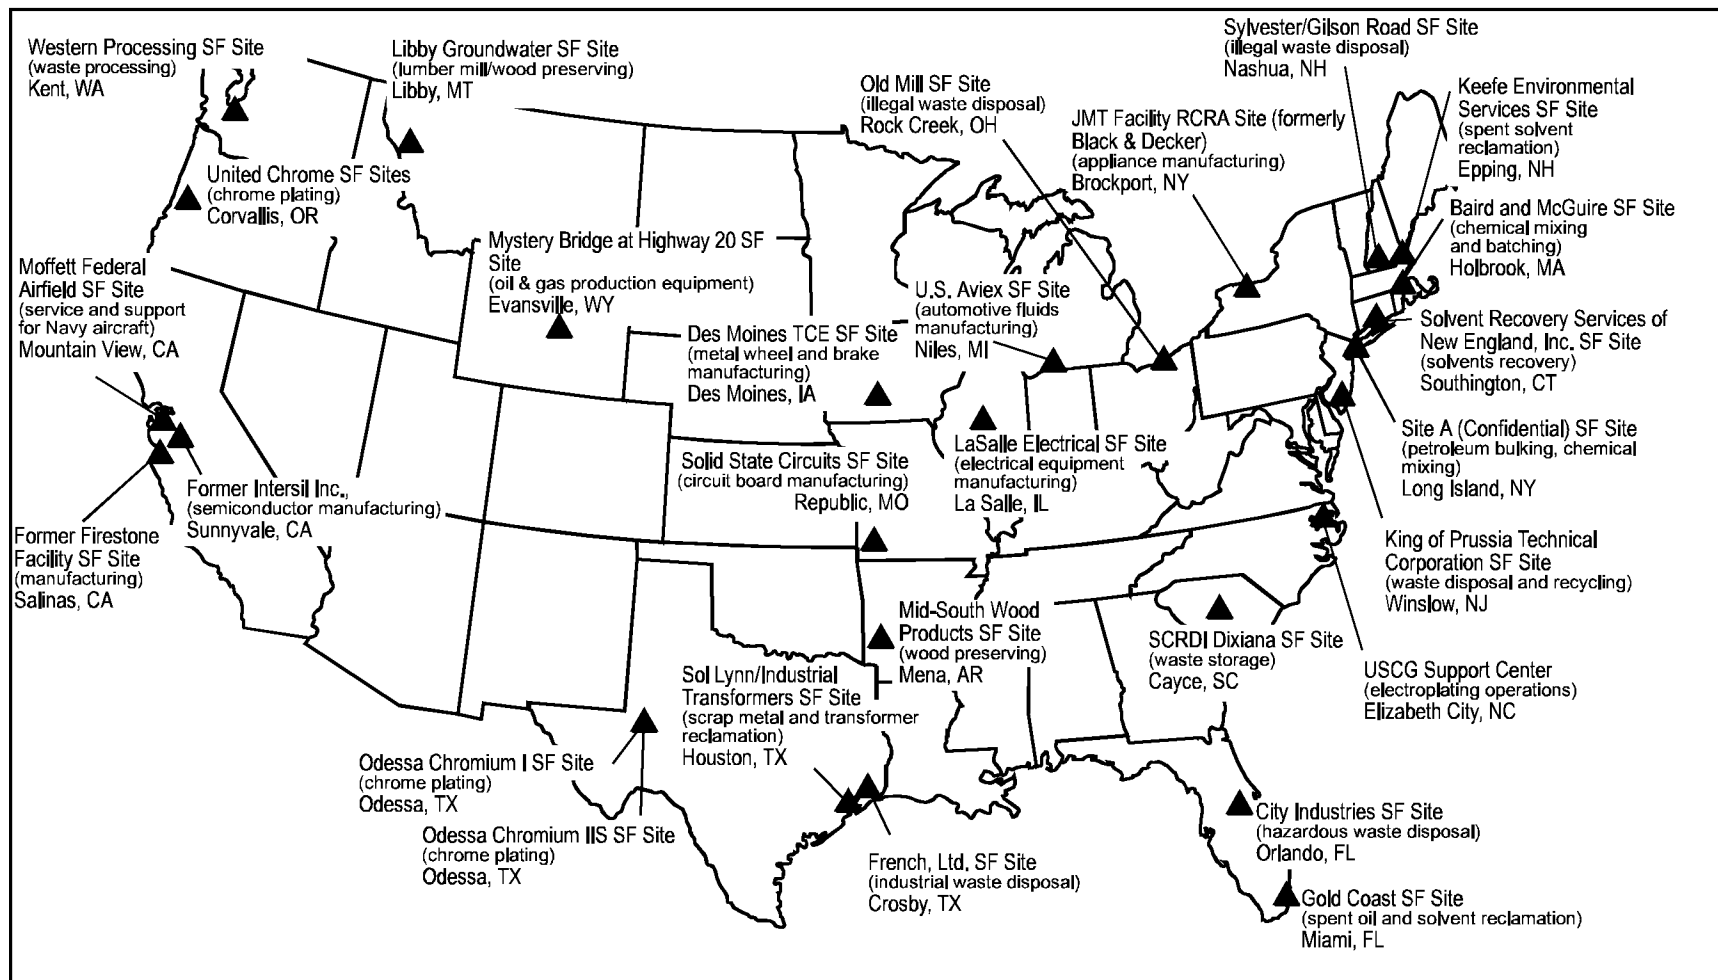 Western Processing SF Site
(waste processing)
Kent, WA
Libby Groundwater SF Site
(lumber mill/wood preserving)
Libby, MT
Old Mill SF Site
(illegal waste disposal)
Rock Creek, OH
Sylvester/Gilson Road SF Site
(illegal waste disposal)
Nashua, NH
JMT Facility RCRA Site (formerly
Black & Decker)
(appliance manufacturing)
Brockport, NY
Keefe Environmental
Services SF Site
(spent solvent
reclamation)
Epping, NH
United Chrome SF Sites
(chrome plating)
Corvallis, OR
Baird and McGuire SF Site
(chemical mixing
and batching)
Holbrook, MA
Mystery Bridge at Highway 20 SF
Site
(oil & gas production equipment)
Evansville, WY
Moffett Federal
Airfield SF Site
(service and support
for Navy aircraft)
Mountain View, CA
U.S. Aviex SF Site
(automotive fluids
manufacturing)
Niles, MI
Des Moines TCE SF Site
(metal wheel and brake
manufacturing)
Des Moines, IA
Solvent Recovery Services of
New England, Inc. SF Site
(solvents recovery)
Southington, CT
Site A (Confidential) SF Site
(petroleum bulking, chemical
mixing)
Long Island, NY
LaSalle Electrical SF Site
(electrical equipment
manufacturing)
La Salle, IL
Solid State Circuits SF Site
(circuit board manufacturing)
Republic, MO
Former Intersil Inc.,
(semiconductor manufacturing)
Sunnyvale, CA
Former Firestone
Facility SF Site
(manufacturing)
Salinas, CA
King of Prussia Technical
Corporation SF Site
(waste disposal and recycling)
Winslow, NJ
Mid-South Wood
Products SF Site
(wood preserving)
Mena, AR
SCRDI Dixiana SF Site
(waste storage)
Cayce, SC
USCG Support Center
(electroplating operations)
Elizabeth City, NC
Sol Lynn/Industrial
Transformers SF Site
(scrap metal and transformer
reclamation)
Houston, TX
Odessa Chromium I SF Site
(chrome plating)
Odessa, TX
Odessa Chromium IIS SF Site
(chrome plating)
Odessa, TX
French, Ltd. SF Site
(industrial waste disposal)
Crosby, TX
City Industries SF Site
(hazardous waste disposal)
Orlando, FL
Gold Coast SF Site
(spent oil and solvent reclamation)
Miami, FL